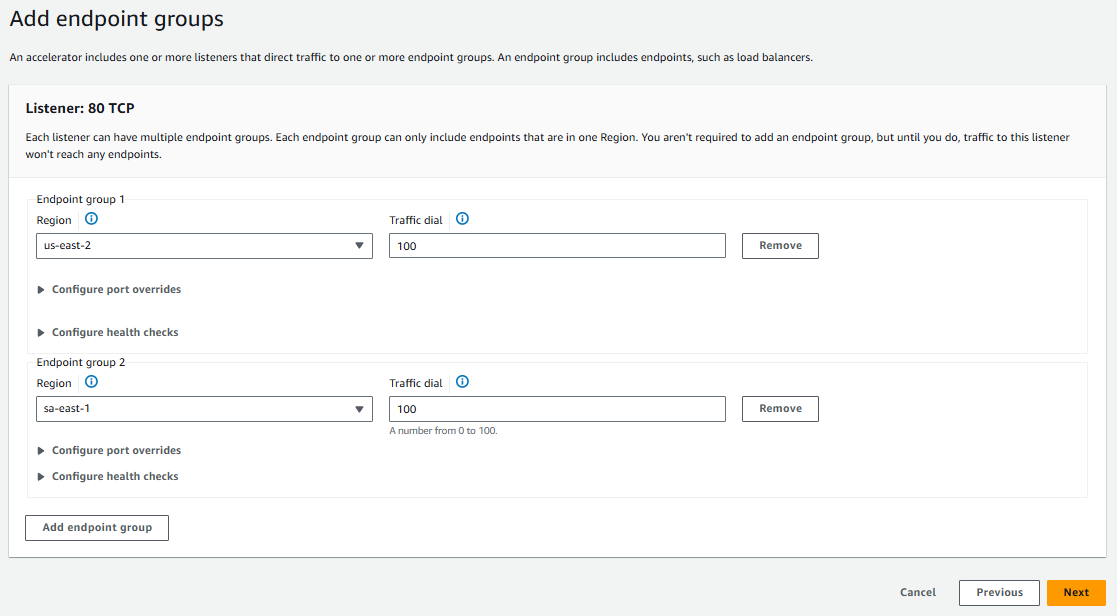 Add endpoint groups
An accelerator includes one or more listeners that direct traffic to one or more endpoint groups. An endpoint group includes endpoints, such as load balancers.
Listener: 80 TCP
Each listener can have multiple endpoint groups. Each endpoint group can only include endpoints that are in one Region. You aren't required to add an endpoint group, but until you do, traffic to this listener
won't reach any endpoints.
Endpoint group 1
Region Traffic dial
us-east-2 100 Remove
Configure port overrides
Configure health checks
Endpoint group 2
Region Traffic dial
sa-east-1 100 Remove
A number from 0 to 100.
Configure port overrides
Configure health checks
Add endpoint group
Cancel Previous Next